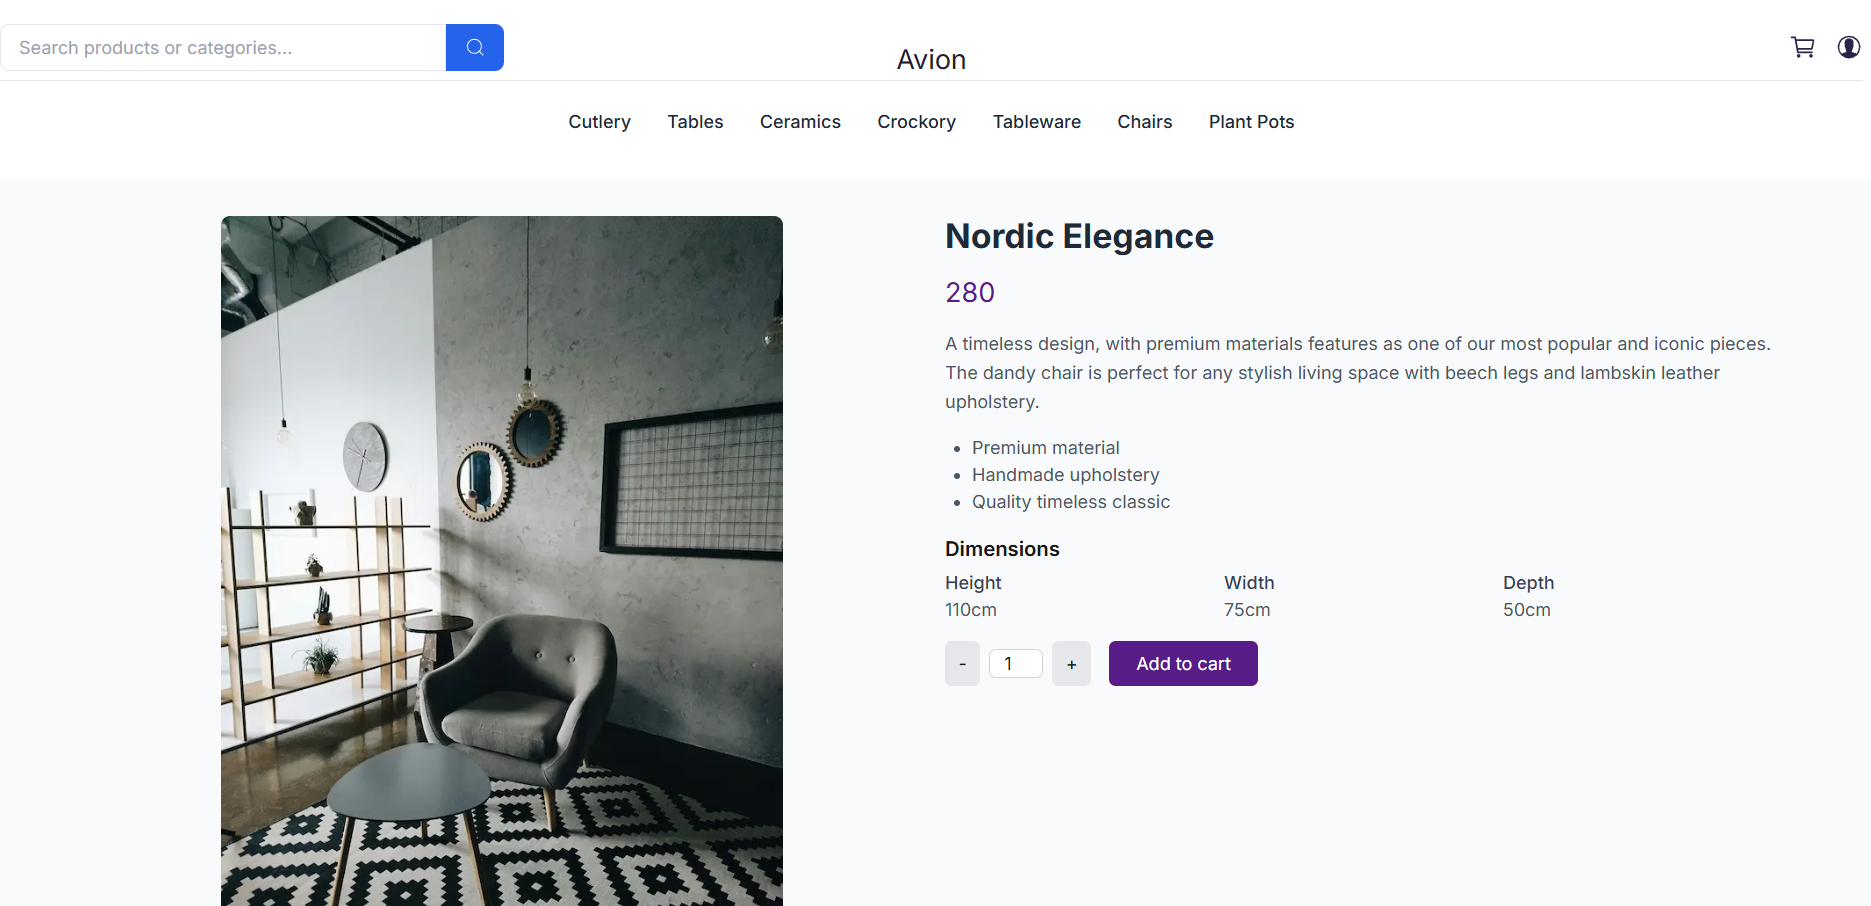 Search products or categories...
Avion
Cutlery Tables Ceramics Crockory Tableware Chairs Plant Pots
Nordic Elegance
280
A timeless design, with premium materials features as one of our most popular and iconic pieces.
The dandy chair is perfect for any stylish living space with beech legs and lambskin leather
upholstery.
Premium material
Handmade upholstery
Quality timeless classic
Dimensions
Height Width Depth
110cm 75cm 50cm
- 1 + Add to cart